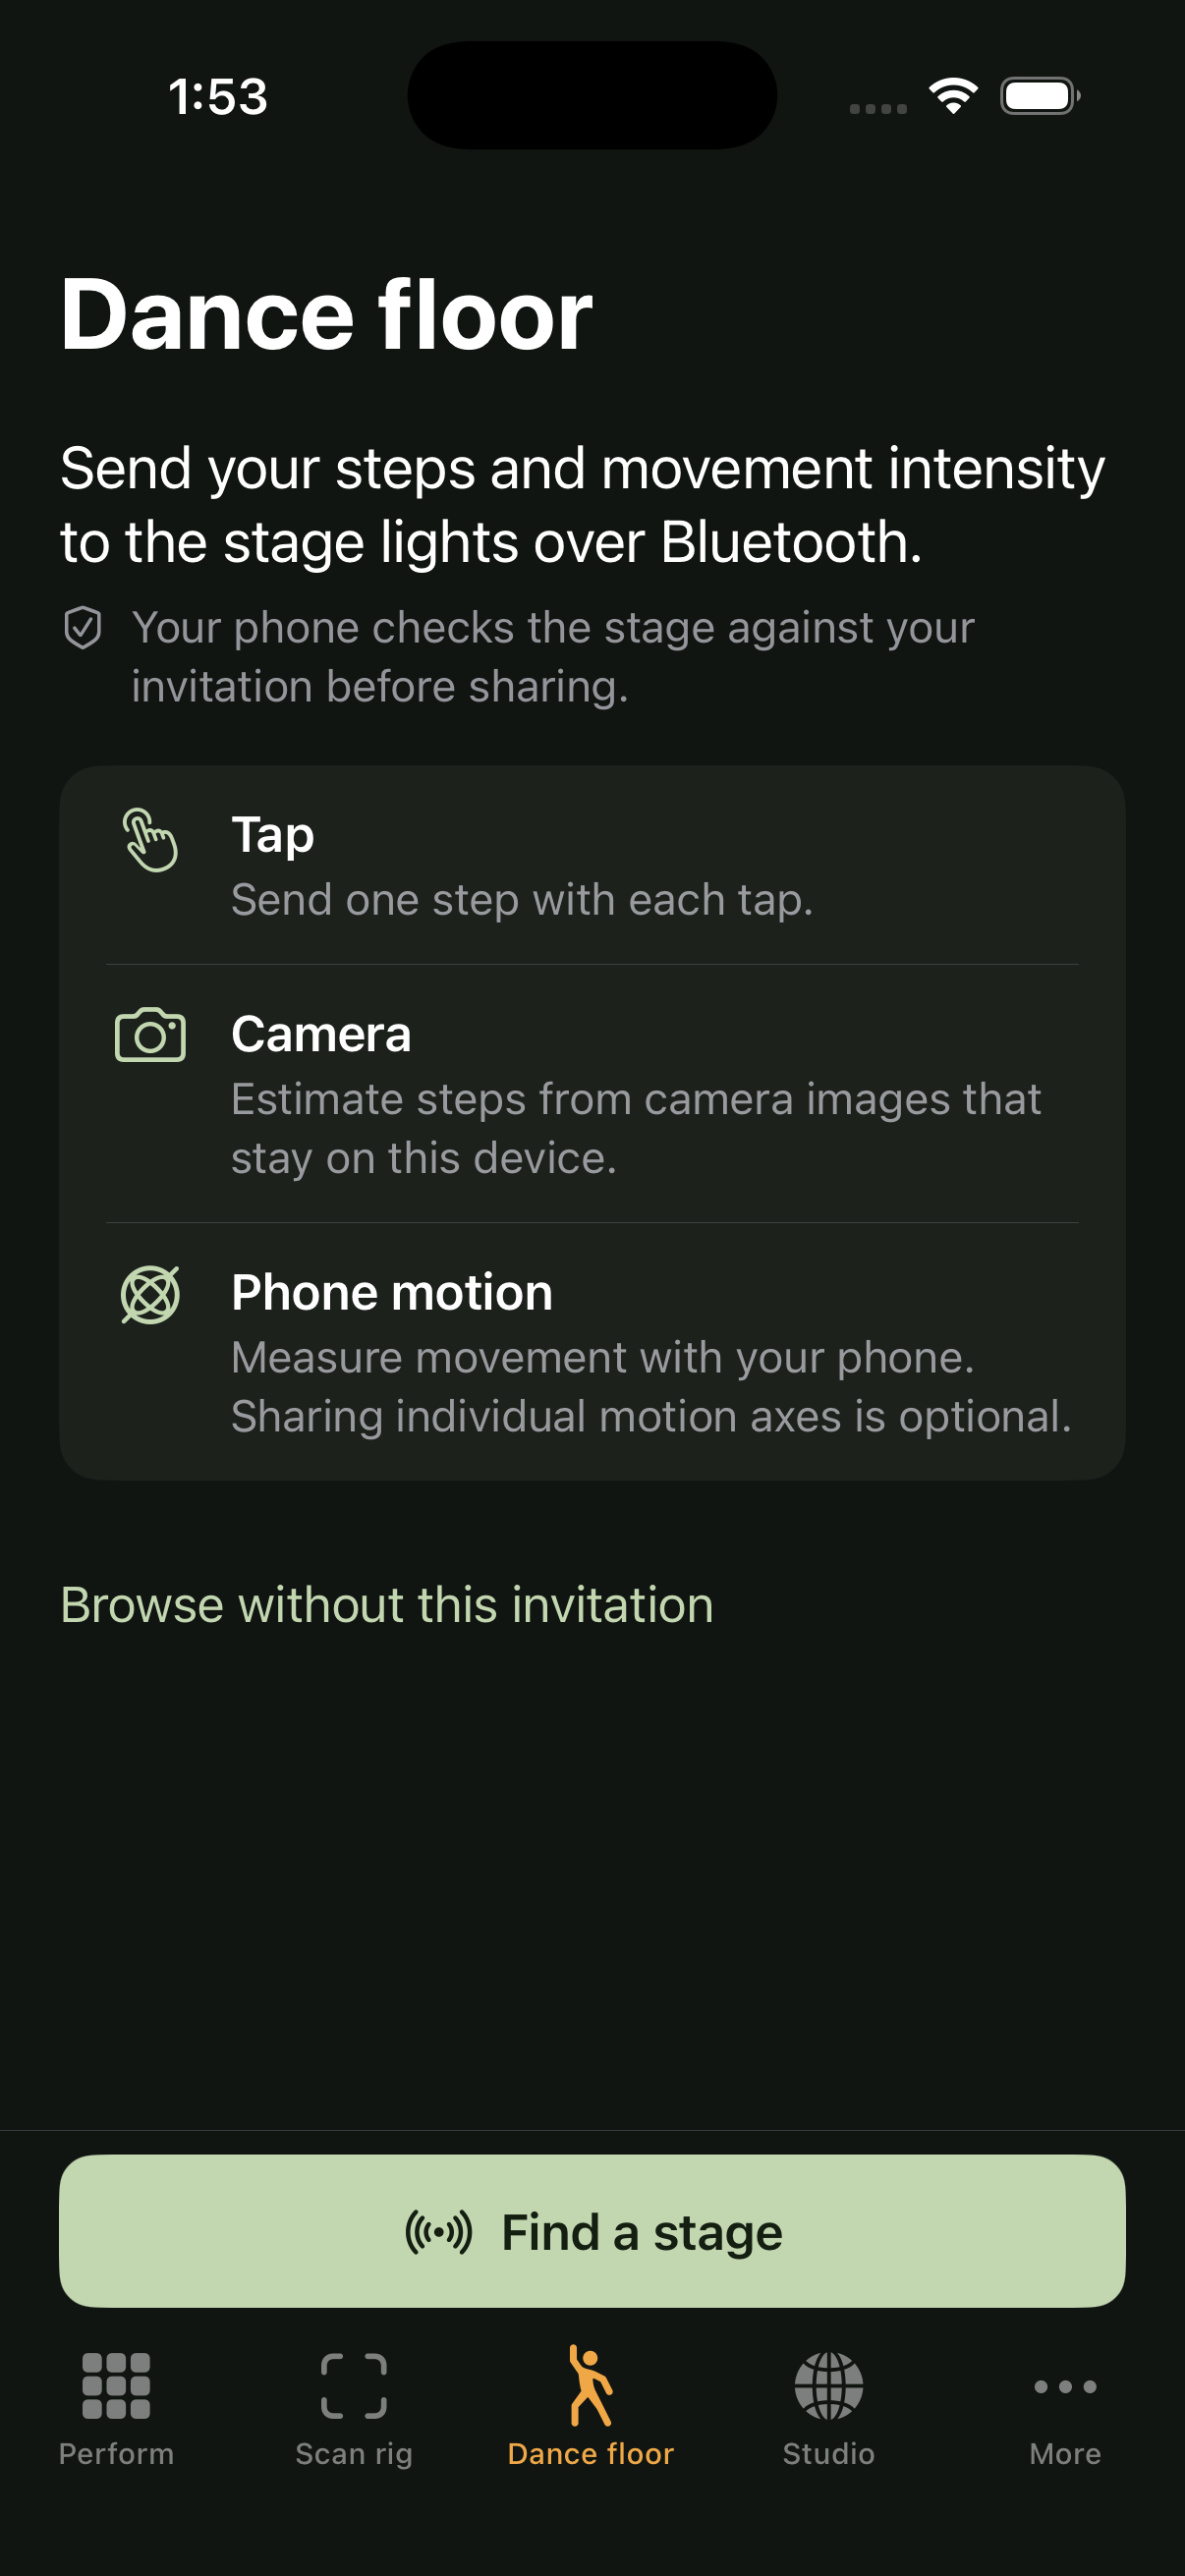 1:53
Dance floor
Send your steps and movement intensity
to the stage lights over Bluetooth.
Your phone checks the stage against your
invitation before sharing.
Tap
Send one step with each tap.
Camera
Estimate steps from camera images that
stay on this device.
Phone motion
Measure movement with your phone.
Sharing individual motion axes is optional.
Browse without this invitation
Find a stage
Perform
Scan rig
Dance floor
Studio
More